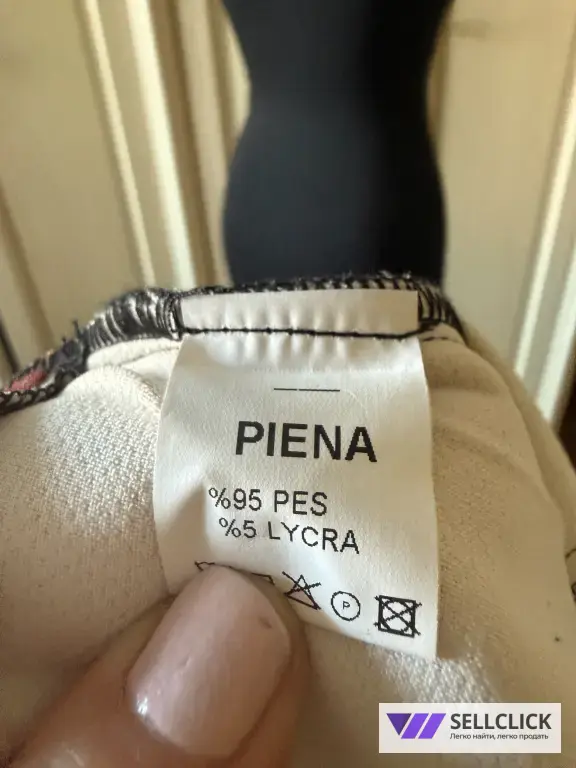 PIENA
%95 PES
%5 LYCRA
P
SELLCLICK
Легко найти, легко продать